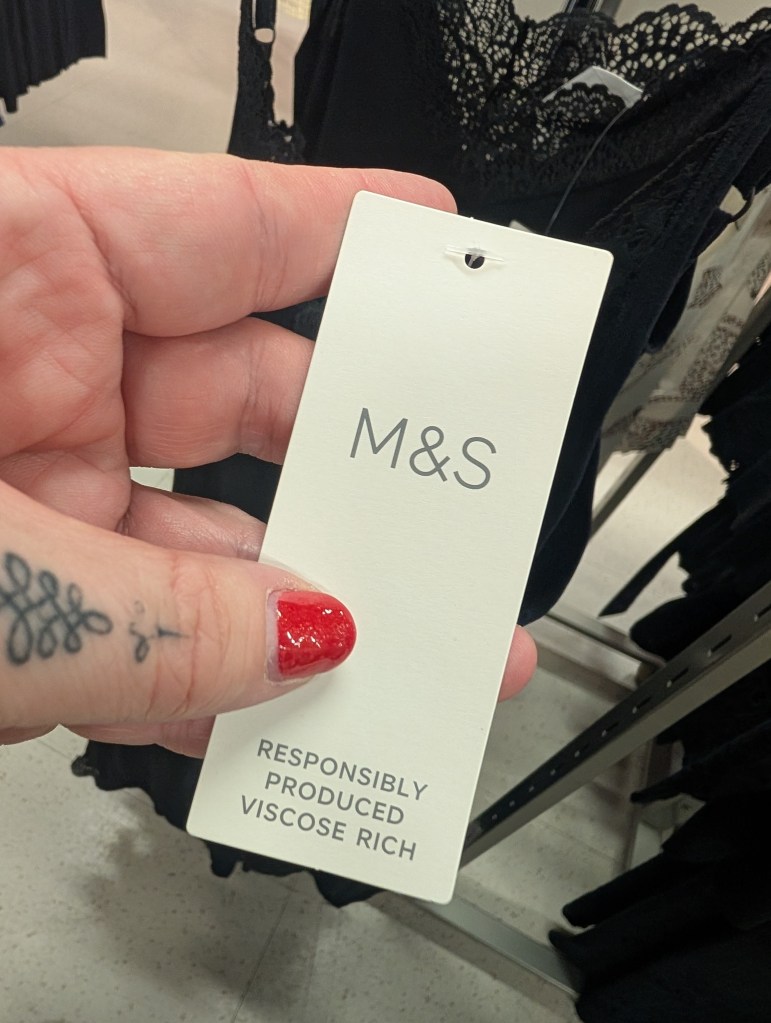 M&S
RESPONSIBLY
PRODUCED
VISCOSE RICH